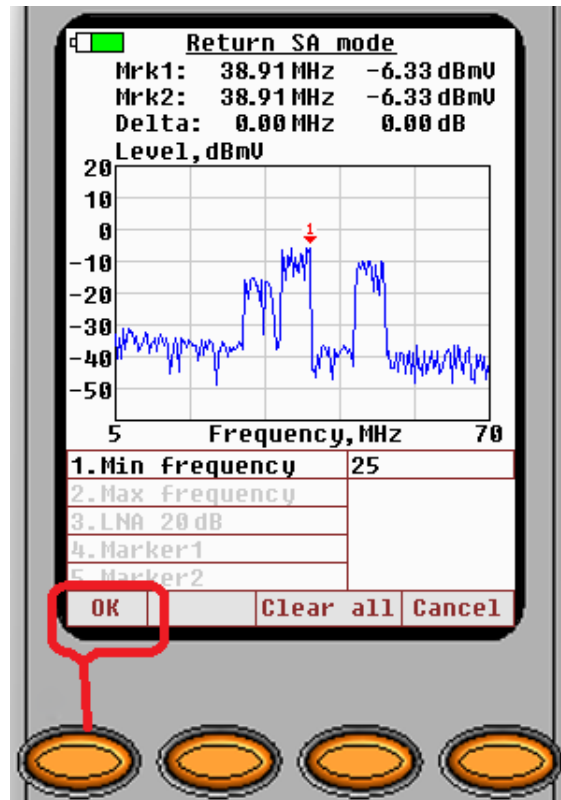 Return SA mode
Mrk1: 38.91 MHz -6.33 dBmV
Mrk2: 38.91 MHz -6.33 dBmV
Delta: 0.00 MHz 0.00 dB
Level, dBmV
20
10
0
1
-10
-20
-30
-40
-50
5 Frequency, MHz 70
1.Min frequency 25
2.Max frequency
3.LNA 20 dB
4.Marker1
5.Marker2
OK Clear all Cancel